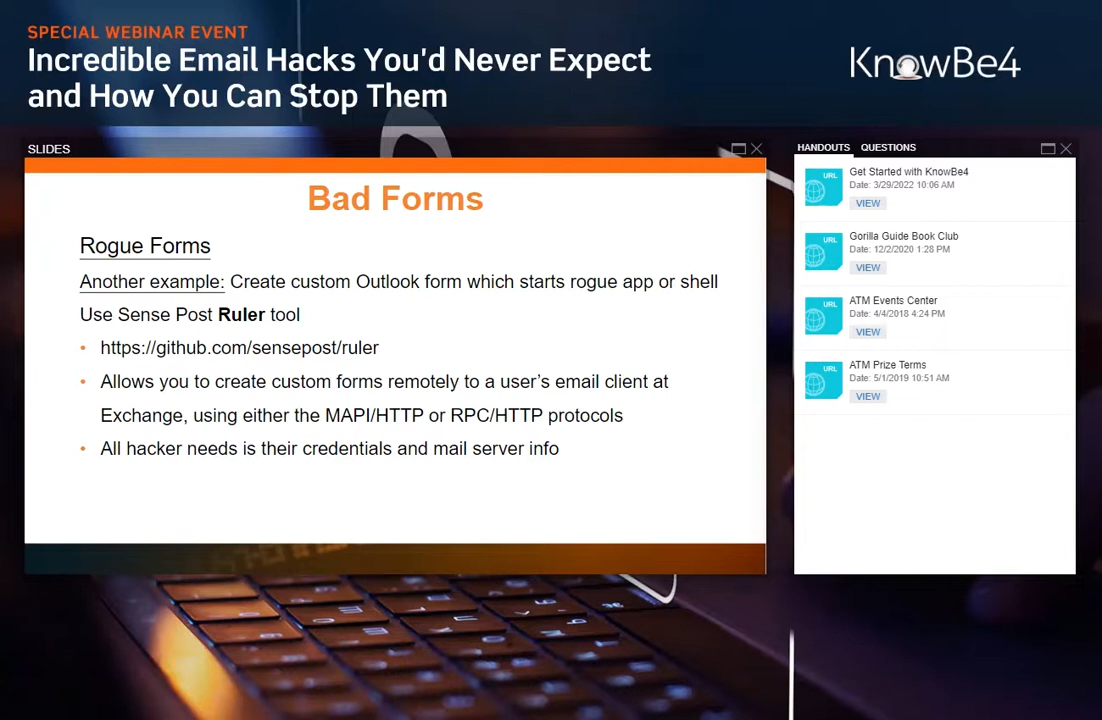 SPECIAL WEBINAR EVENT
Incredible Email Hacks You'd Never Expect
and How You Can Stop Them
KnowBe4
SLIDES
Bad Forms
Rogue Forms
Another example: Create custom Outlook form which starts rogue app or shell
Use Sense Post Ruler tool
• https://github.com/sensepost/ruler
• Allows you to create custom forms remotely to a user’s email client at
Exchange, using either the MAPI/HTTP or RPC/HTTP protocols
• All hacker needs is their credentials and mail server info
HANDOUTS QUESTIONS
URL
Get Started with KnowBe4
Date: 3/29/2022 10:06 AM
VIEW
URL
Gorilla Guide Book Club
Date: 12/2/2020 1:28 PM
VIEW
URL
ATM Events Center
Date: 4/4/2018 4:24 PM
VIEW
URL
ATM Prize Terms
Date: 5/1/2019 10:51 AM
VIEW